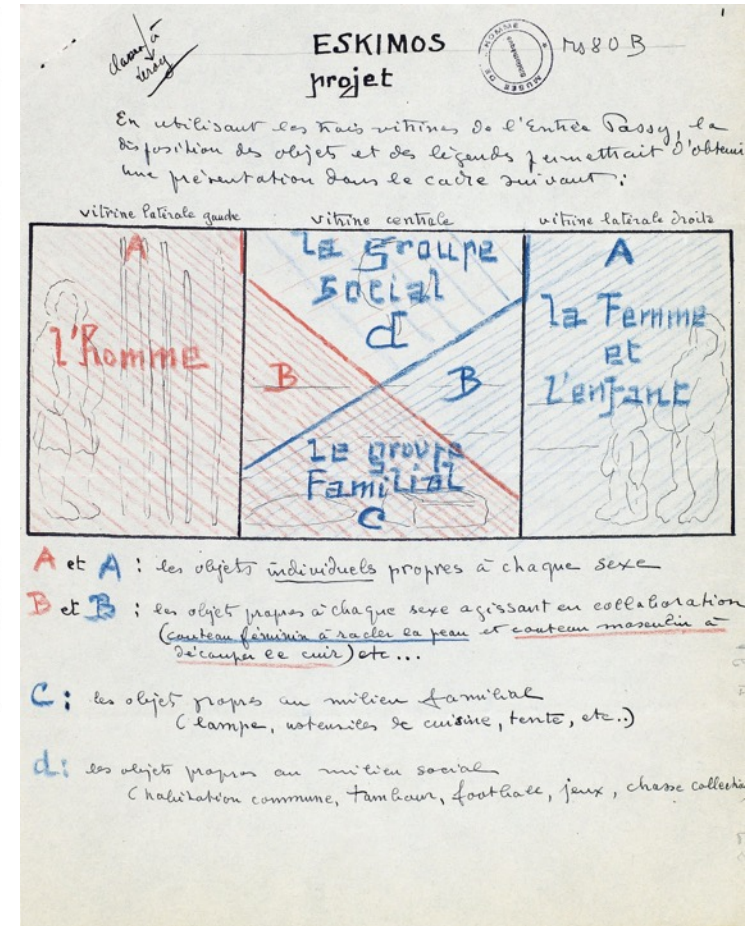 1
ESKIMOS
projet
MUSÉE DE L'HOMME
Ms 80 B
En utilisant les trois vitrines de l'Entrée Passy, la
disposition des objets et des légendes permettrait d'obtenir
une présentation dans le cadre suivant :
vitrine latérale gauche
vitrine centrale
vitrine latérale droite
A
l'Homme
Le groupe
social
d
B
B
Le groupe
Familial
C
A
la Femme
et
l'enfant
A et A : les objets individuels propres à chaque sexe
B et B : les objets propres à chaque sexe agissant en collaboration
(couteau féminin à racler la peau et couteau masculin à
découper le cuir) etc...
C : les objets propres au milieu familial
(lampe, ustensiles de cuisine, tente, etc..)
d : les objets propres au milieu social
(habitation commune, tambour, football, jeux, chasse collective